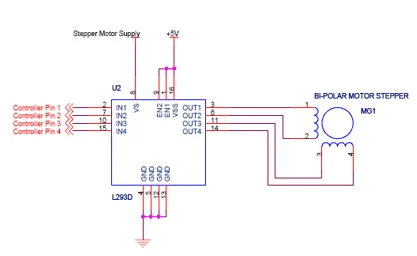 Stepper Motor Supply +5V
U2
BI-POLAR MOTOR STEPPER
MG1
8 9 1 16
VS EN2 EN1 VSS
Controller Pin 1 2 IN1 OUT1 3 1
Controller Pin 2 7 IN2 OUT2 6
Controller Pin 3 10 IN3 OUT3 11 2
Controller Pin 4 15 IN4 OUT4 14
3 4
GND GND GND GND
4 5 12 13
L293D